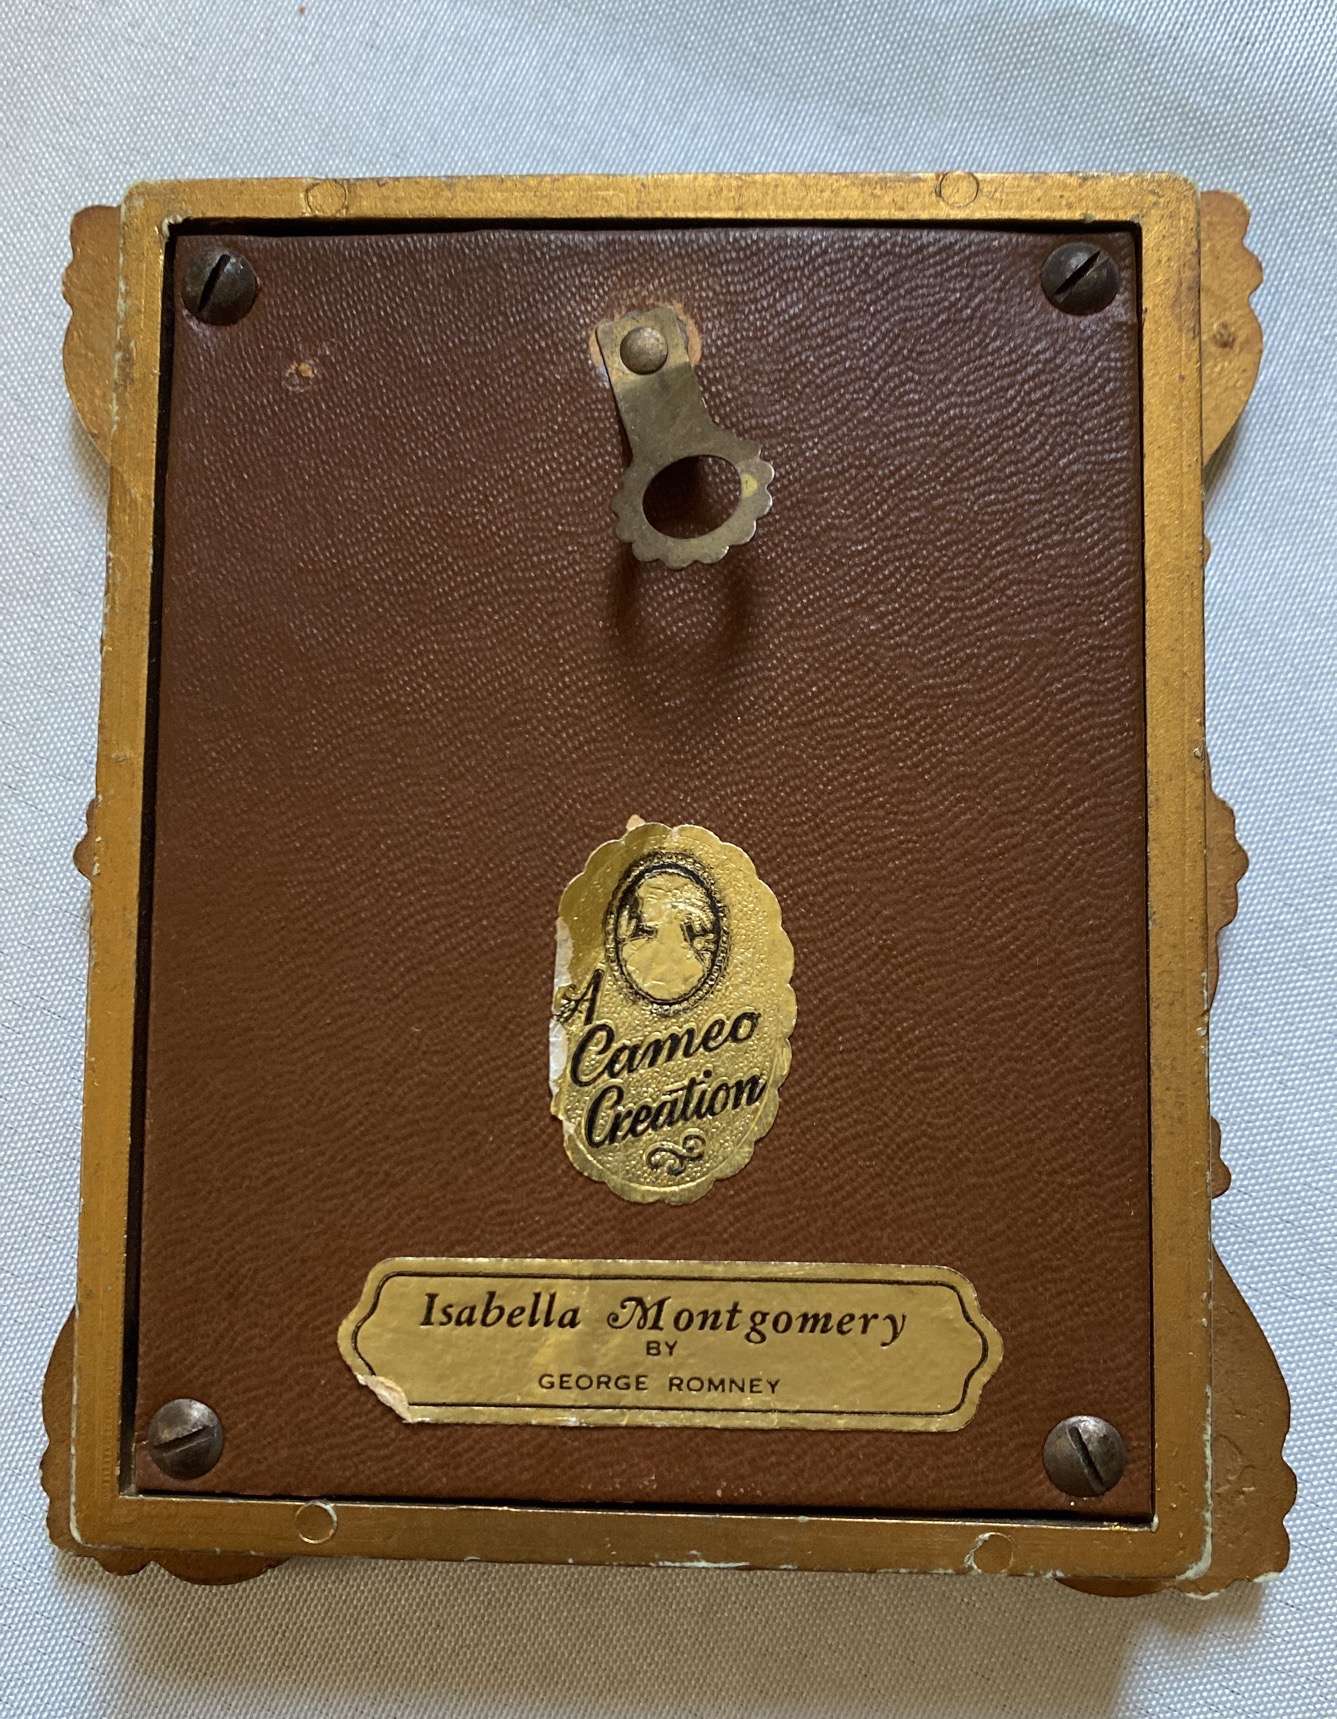 A
Cameo
Creation
Isabella Montgomery
BY
GEORGE ROMNEY